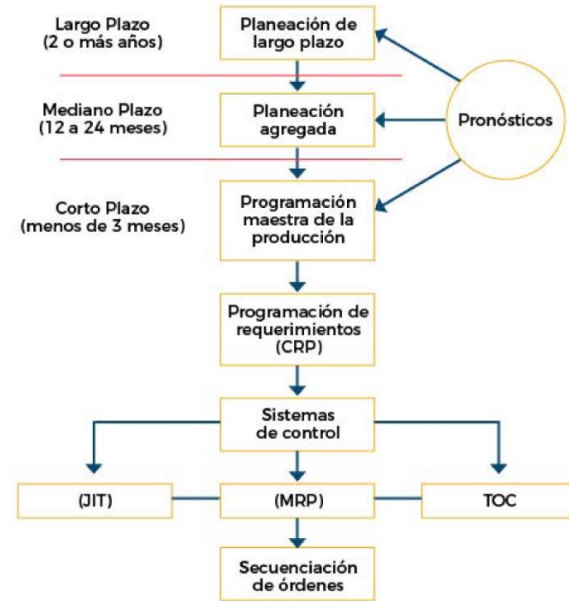 Largo Plazo
(2 o más años)
Planeación de
largo plazo
Mediano Plazo
(12 a 24 meses)
Planeación
agregada
Pronósticos
Corto Plazo
(menos de 3 meses)
Programación
maestra de la
producción
Programación de
requerimientos
(CRP)
Sistemas
de control
(JIT)
(MRP)
TOC
Secuenciación
de órdenes